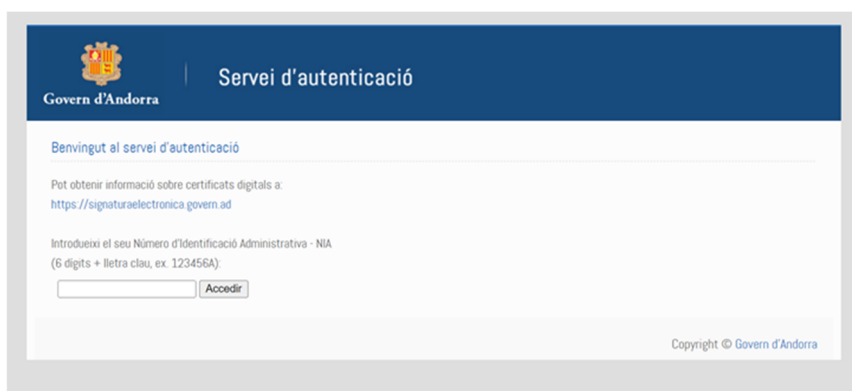 Govern d'Andorra
Servei d'autenticació
Benvingut al servei d'autenticació
Pot obtenir informació sobre certificats digitals a:
https://signaturaelectronica.govern.ad
Introdueixi el seu Número d'Identificació Administrativa - NIA
(6 dígits + lletra clau, ex. 123456A):
Accedir
Copyright © Govern d'Andorra